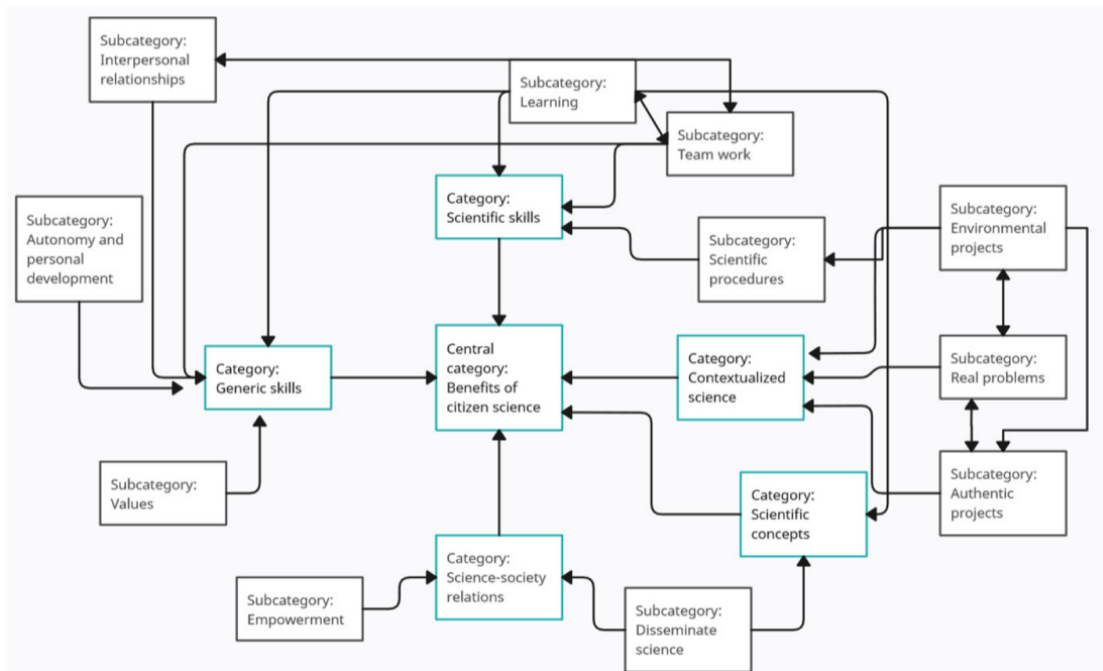 Subcategory:
Interpersonal
relationships
Subcategory:
Learning
Subcategory:
Team work
Category:
Scientific skills
Subcategory:
Environmental
projects
Subcategory:
Autonomy and
personal
development
Subcategory:
Scientific
procedures
Central
category:
Benefits of
citizen science
Category:
Generic skills
Category:
Contextualized
science
Subcategory:
Real problems
Subcategory:
Values
Subcategory:
Authentic
projects
Category:
Scientific
concepts
Category:
Science-society
relations
Subcategory:
Empowerment
Subcategory:
Disseminate
science